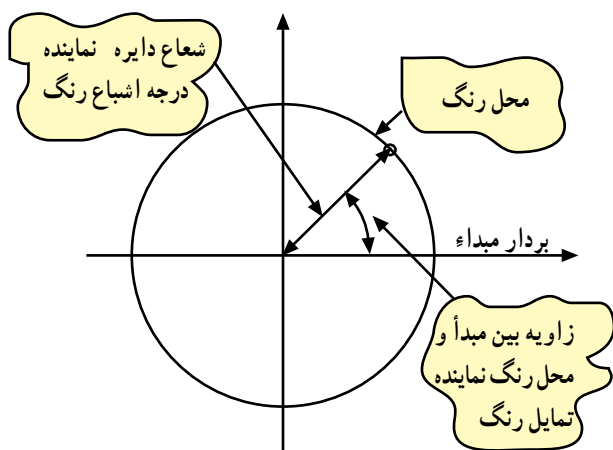 شعاع دایره نماینده
درجه اشباع رنگ
محل رنگ
بردار مبداء
زاویه بین مبدأ و
محل رنگ نماینده
تمایل رنگ